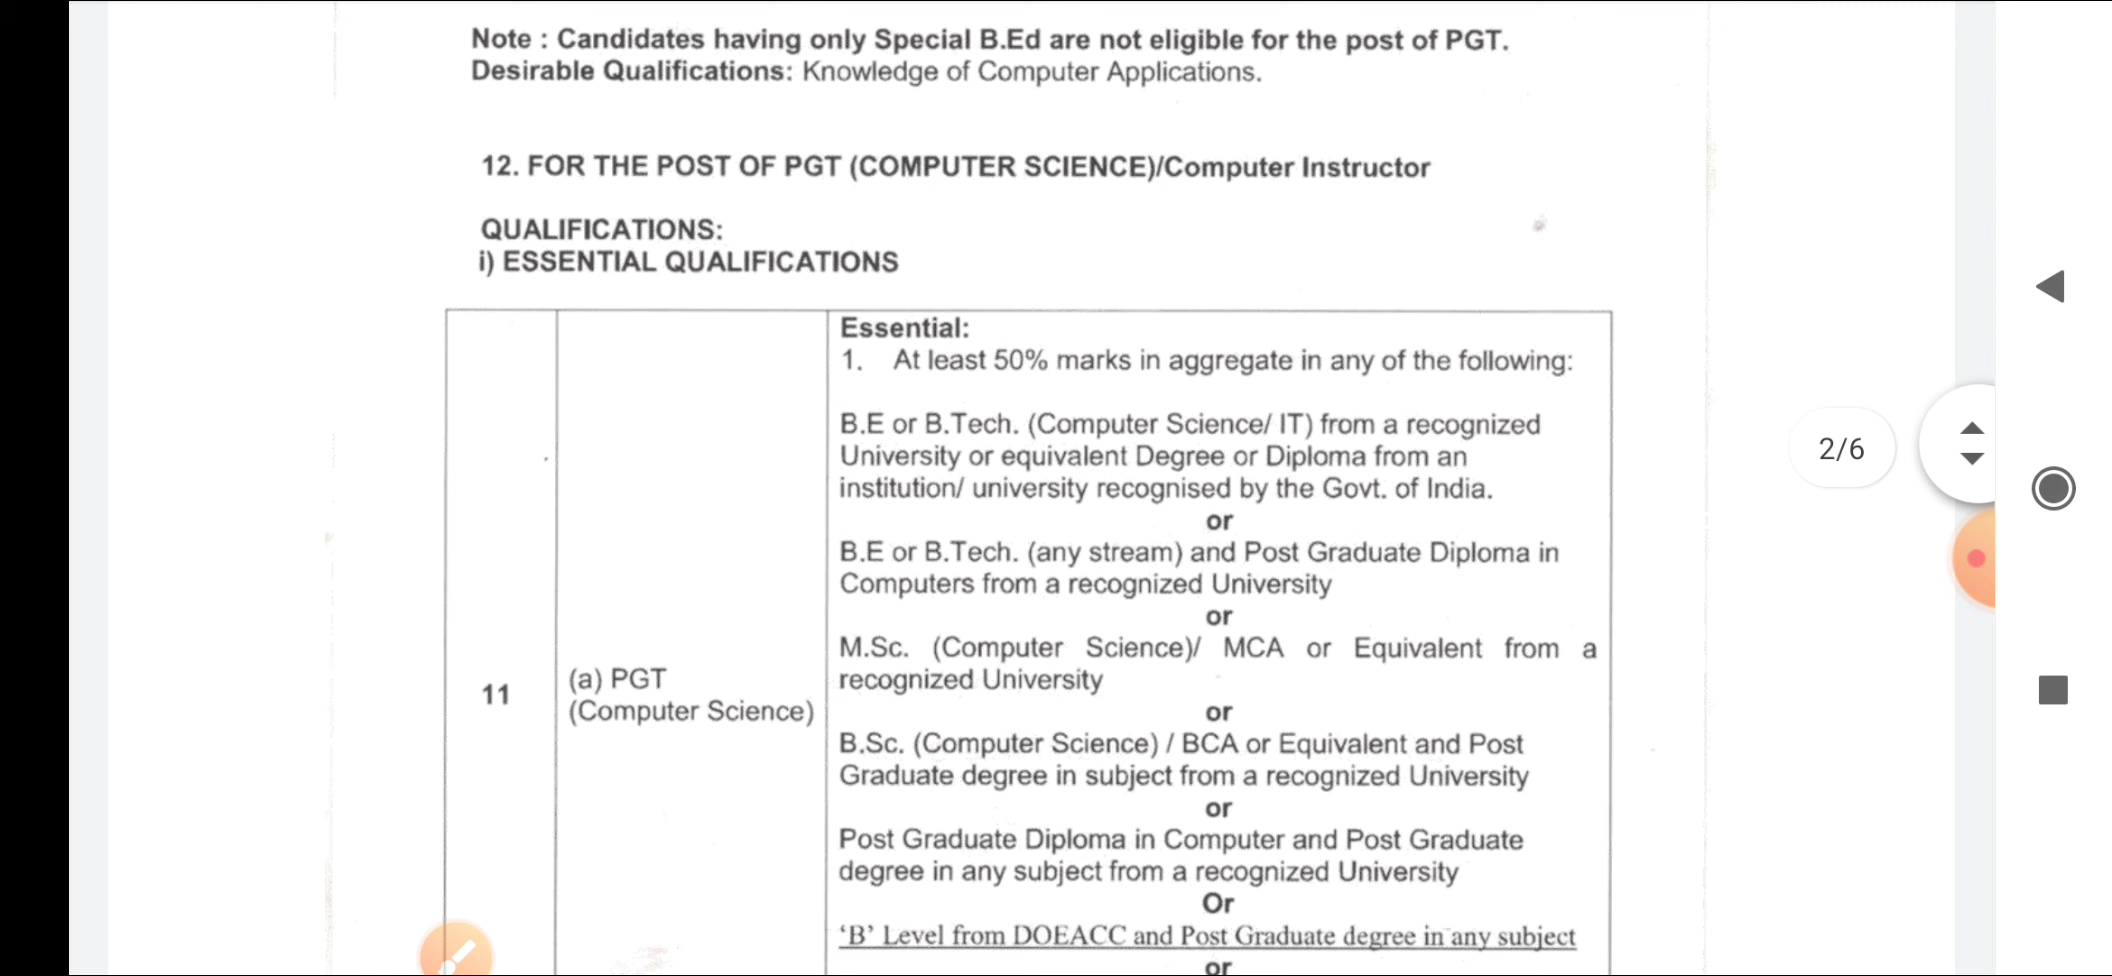 Note : Candidates having only Special B.Ed are not eligible for the post of PGT.
Desirable Qualifications: Knowledge of Computer Applications.
12. FOR THE POST OF PGT (COMPUTER SCIENCE)/Computer Instructor
QUALIFICATIONS:
i) ESSENTIAL QUALIFICATIONS
11
(a) PGT
(Computer Science)
Essential:
1. At least 50% marks in aggregate in any of the following:
B.E or B.Tech. (Computer Science/ IT) from a recognized
University or equivalent Degree or Diploma from an
institution/ university recognised by the Govt. of India.
or
B.E or B.Tech. (any stream) and Post Graduate Diploma in
Computers from a recognized University
or
M.Sc. (Computer Science)/ MCA or Equivalent from a
recognized University
or
B.Sc. (Computer Science) / BCA or Equivalent and Post
Graduate degree in subject from a recognized University
or
Post Graduate Diploma in Computer and Post Graduate
degree in any subject from a recognized University
Or
‘B’ Level from DOEACC and Post Graduate degree in any subject
or
2/6